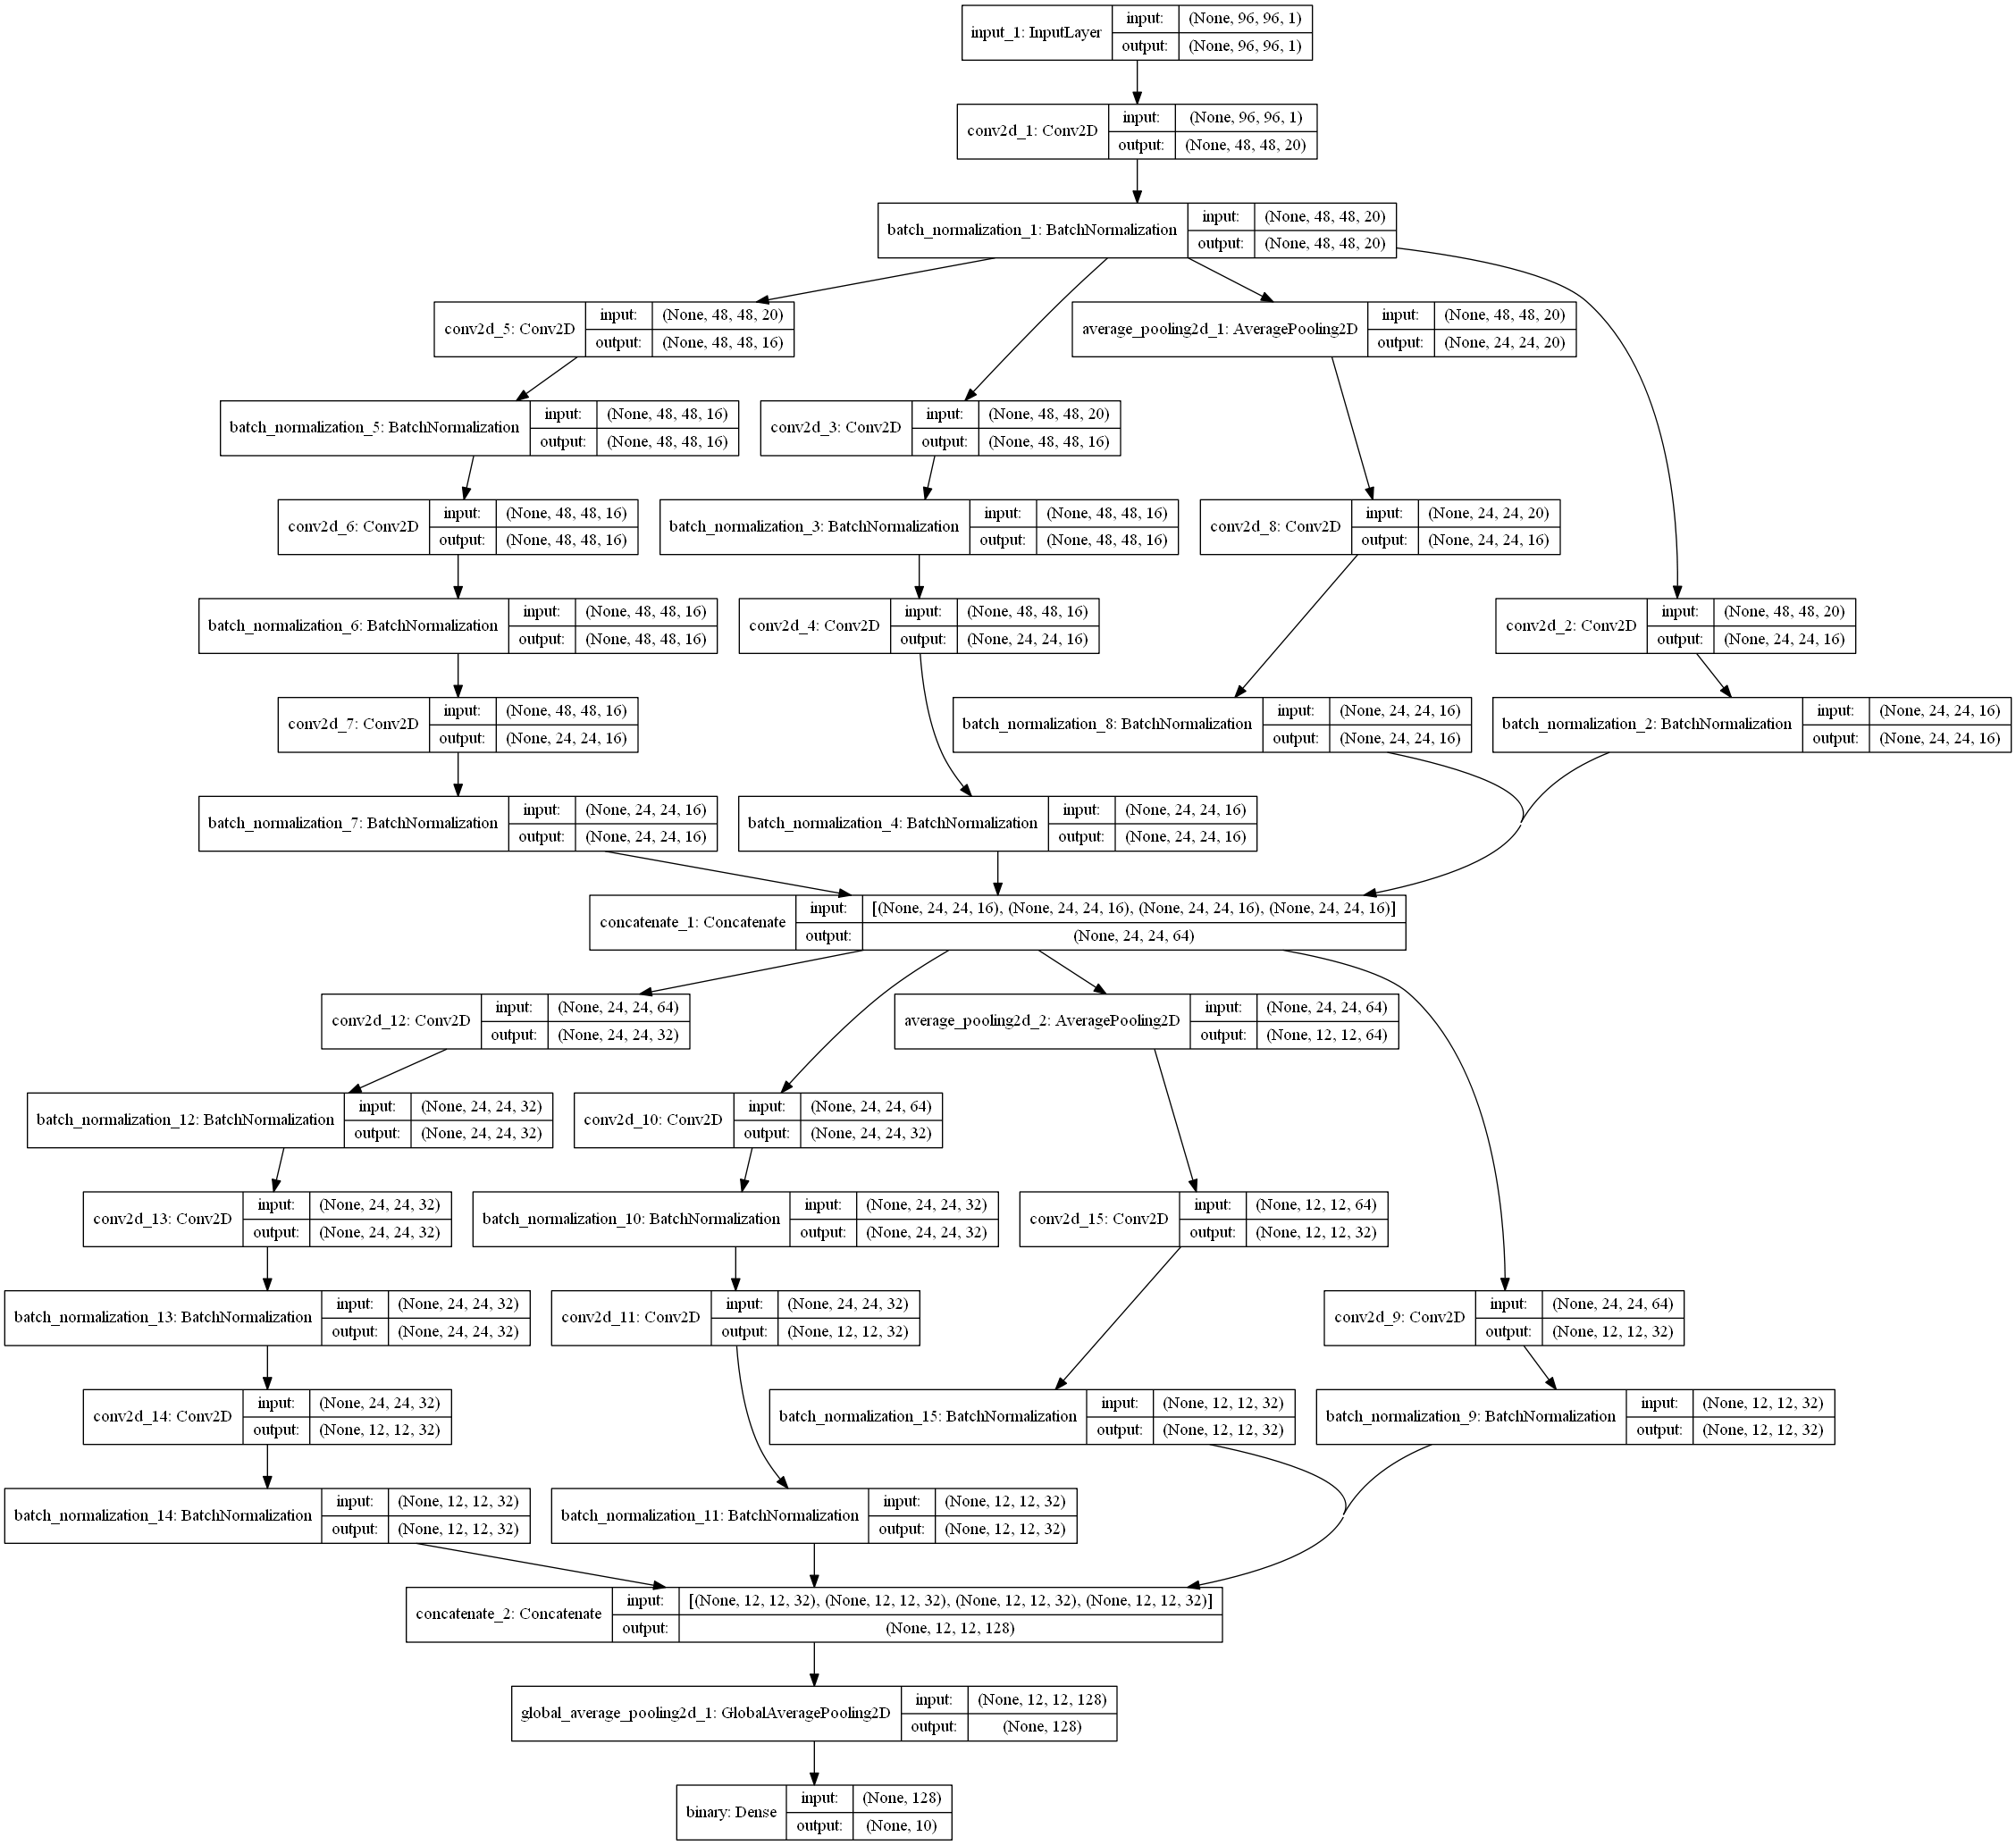 input_1: InputLayer input: (None, 96, 96, 1)
output: (None, 96, 96, 1)
conv2d_1: Conv2D input: (None, 96, 96, 1)
output: (None, 48, 48, 20)
batch_normalization_1: BatchNormalization input: (None, 48, 48, 20)
output: (None, 48, 48, 20)
conv2d_5: Conv2D input: (None, 48, 48, 20)
output: (None, 48, 48, 16)
average_pooling2d_1: AveragePooling2D input: (None, 48, 48, 20)
output: (None, 24, 24, 20)
batch_normalization_5: BatchNormalization input: (None, 48, 48, 16)
output: (None, 48, 48, 16)
conv2d_3: Conv2D input: (None, 48, 48, 20)
output: (None, 48, 48, 16)
conv2d_6: Conv2D input: (None, 48, 48, 16)
output: (None, 48, 48, 16)
batch_normalization_3: BatchNormalization input: (None, 48, 48, 16)
output: (None, 48, 48, 16)
conv2d_8: Conv2D input: (None, 24, 24, 20)
output: (None, 24, 24, 16)
batch_normalization_6: BatchNormalization input: (None, 48, 48, 16)
output: (None, 48, 48, 16)
conv2d_4: Conv2D input: (None, 48, 48, 16)
output: (None, 24, 24, 16)
conv2d_2: Conv2D input: (None, 48, 48, 20)
output: (None, 24, 24, 16)
conv2d_7: Conv2D input: (None, 48, 48, 16)
output: (None, 24, 24, 16)
batch_normalization_8: BatchNormalization input: (None, 24, 24, 16)
output: (None, 24, 24, 16)
batch_normalization_2: BatchNormalization input: (None, 24, 24, 16)
output: (None, 24, 24, 16)
batch_normalization_7: BatchNormalization input: (None, 24, 24, 16)
output: (None, 24, 24, 16)
batch_normalization_4: BatchNormalization input: (None, 24, 24, 16)
output: (None, 24, 24, 16)
concatenate_1: Concatenate input: [(None, 24, 24, 16), (None, 24, 24, 16), (None, 24, 24, 16), (None, 24, 24, 16)]
output: (None, 24, 24, 64)
conv2d_12: Conv2D input: (None, 24, 24, 64)
output: (None, 24, 24, 32)
average_pooling2d_2: AveragePooling2D input: (None, 24, 24, 64)
output: (None, 12, 12, 64)
batch_normalization_12: BatchNormalization input: (None, 24, 24, 32)
output: (None, 24, 24, 32)
conv2d_10: Conv2D input: (None, 24, 24, 64)
output: (None, 24, 24, 32)
conv2d_13: Conv2D input: (None, 24, 24, 32)
output: (None, 24, 24, 32)
batch_normalization_10: BatchNormalization input: (None, 24, 24, 32)
output: (None, 24, 24, 32)
conv2d_15: Conv2D input: (None, 12, 12, 64)
output: (None, 12, 12, 32)
batch_normalization_13: BatchNormalization input: (None, 24, 24, 32)
output: (None, 24, 24, 32)
conv2d_11: Conv2D input: (None, 24, 24, 32)
output: (None, 12, 12, 32)
conv2d_9: Conv2D input: (None, 24, 24, 64)
output: (None, 12, 12, 32)
conv2d_14: Conv2D input: (None, 24, 24, 32)
output: (None, 12, 12, 32)
batch_normalization_15: BatchNormalization input: (None, 12, 12, 32)
output: (None, 12, 12, 32)
batch_normalization_9: BatchNormalization input: (None, 12, 12, 32)
output: (None, 12, 12, 32)
batch_normalization_14: BatchNormalization input: (None, 12, 12, 32)
output: (None, 12, 12, 32)
batch_normalization_11: BatchNormalization input: (None, 12, 12, 32)
output: (None, 12, 12, 32)
concatenate_2: Concatenate input: [(None, 12, 12, 32), (None, 12, 12, 32), (None, 12, 12, 32), (None, 12, 12, 32)]
output: (None, 12, 12, 128)
global_average_pooling2d_1: GlobalAveragePooling2D input: (None, 12, 12, 128)
output: (None, 128)
binary: Dense input: (None, 128)
output: (None, 10)